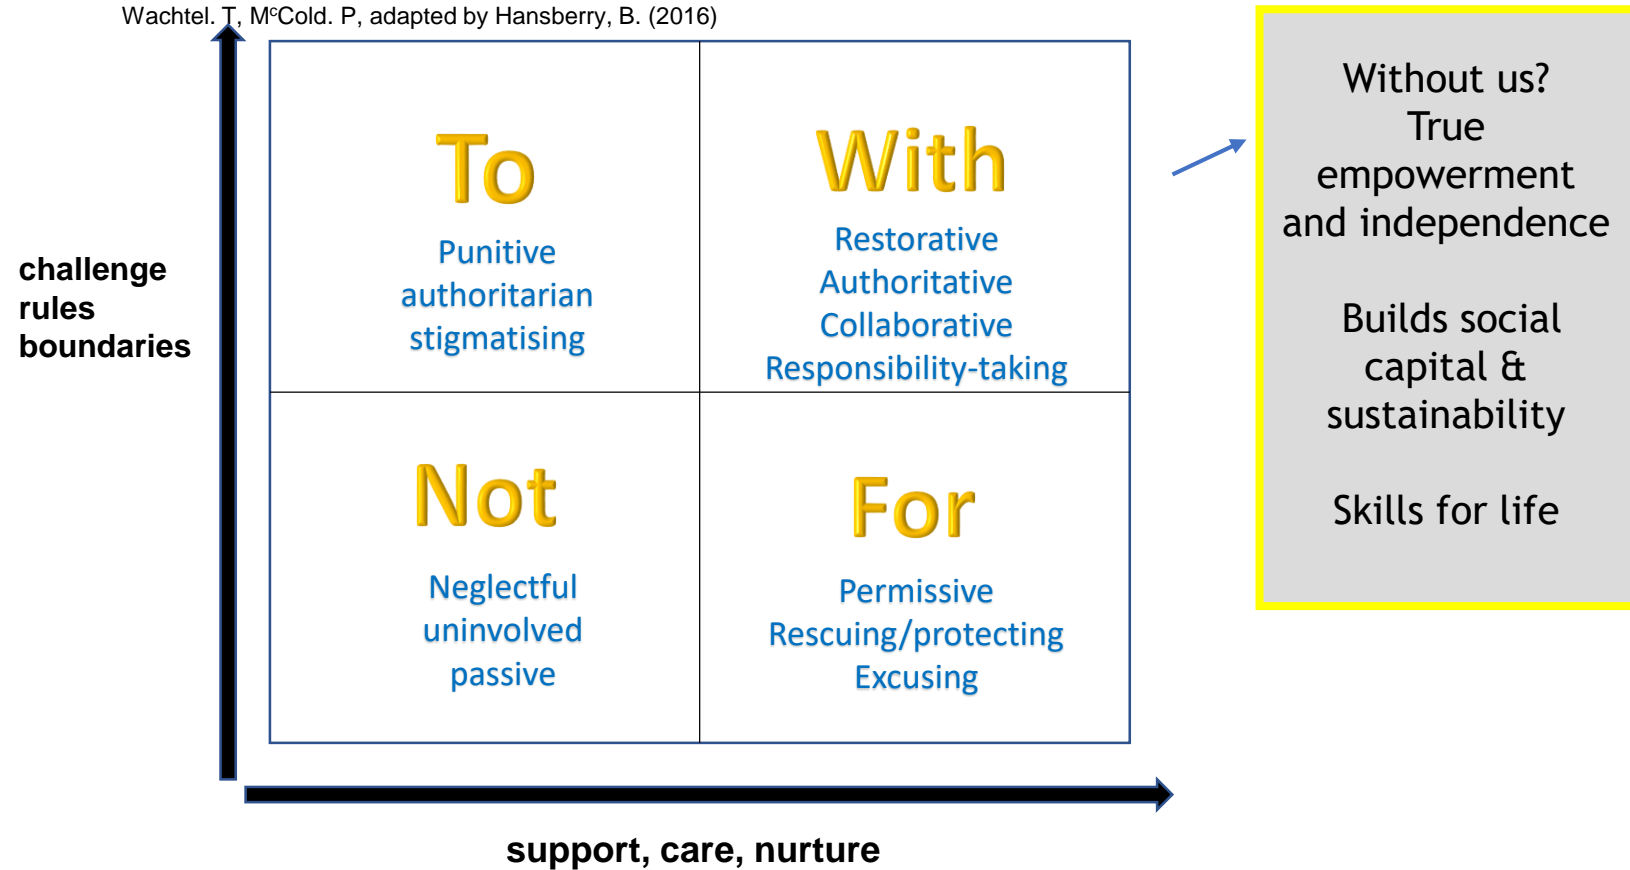 Wachtel. T, McCold. P, adapted by Hansberry, B. (2016)
challenge
rules
boundaries
To
Punitive
authoritarian
stigmatising
With
Restorative
Authoritative
Collaborative
Responsibility-taking
Not
Neglectful
uninvolved
passive
For
Permissive
Rescuing/protecting
Excusing
support, care, nurture
Without us?
True
empowerment
and independence
Builds social
capital &
sustainability
Skills for life